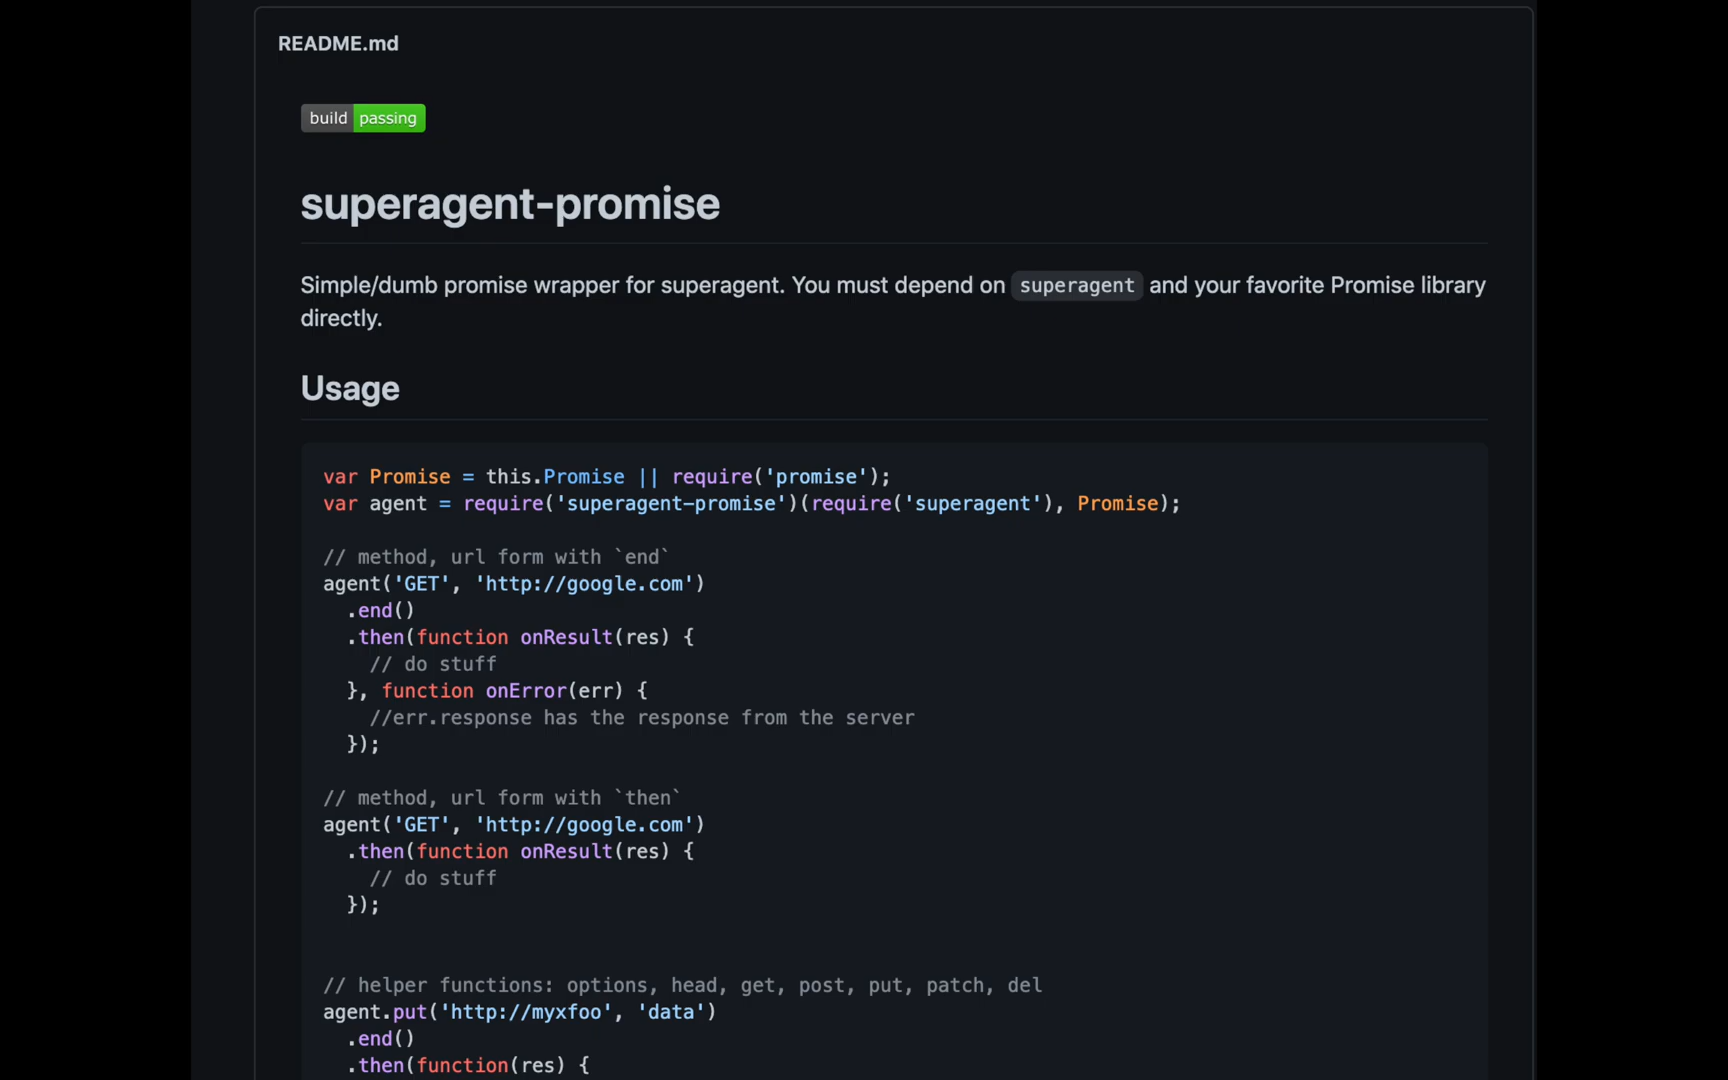 README.md
build passing
superagent-promise
Simple/dumb promise wrapper for superagent. You must depend on superagent and your favorite Promise library
directly.
Usage
var Promise = this.Promise || require('promise');
var agent = require('superagent-promise')(require('superagent'), Promise);
// method, url form with `end`
agent('GET', 'http://google.com')
  .end()
  .then(function onResult(res) {
    // do stuff
  }, function onError(err) {
    //err.response has the response from the server
  });
// method, url form with `then`
agent('GET', 'http://google.com')
  .then(function onResult(res) {
    // do stuff
  });
// helper functions: options, head, get, post, put, patch, del
agent.put('http://myxfoo', 'data')
  .end()
  .then(function(res) {